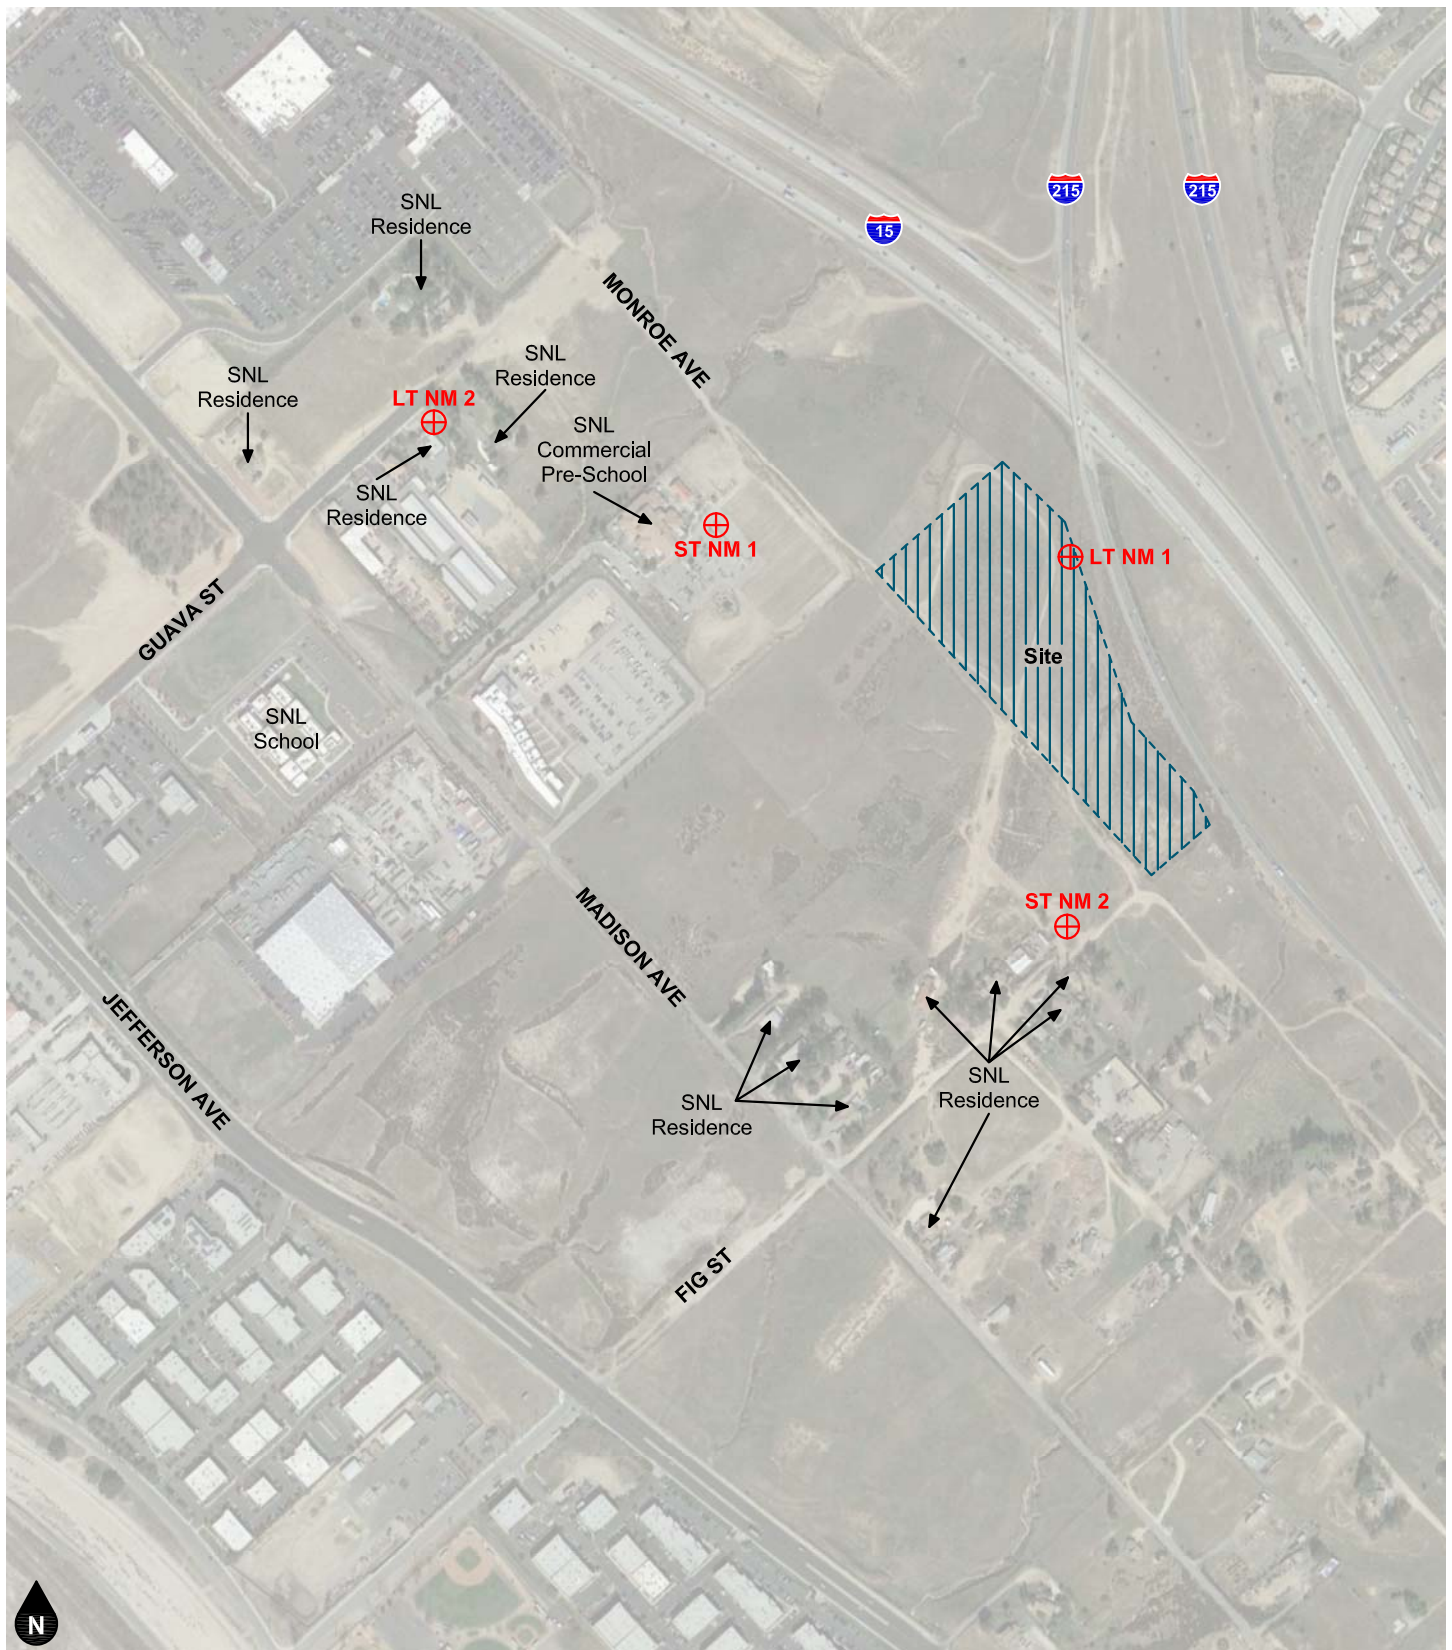 215
215
15
SNL
Residence
MONROE AVE
SNL
Residence
SNL
Residence
LT NM 2
SNL
Commercial
Pre-School
SNL
Residence
ST NM 1
LT NM 1
GUAVA ST
Site
SNL
School
MADISON AVE
ST NM 2
JEFFERSON AVE
SNL
Residence
SNL
Residence
FIG ST
N